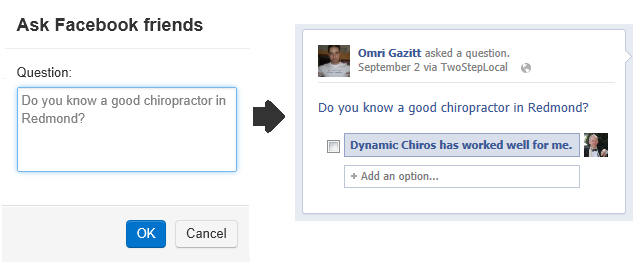 Ask Facebook friends
Question:
Do you know a good chiropractor in
Redmond?
OK
Cancel
Omri Gazitt asked a question.
September 2 via TwoStepLocal
Do you know a good chiropractor in Redmond?
Dynamic Chiros has worked well for me.
+ Add an option...